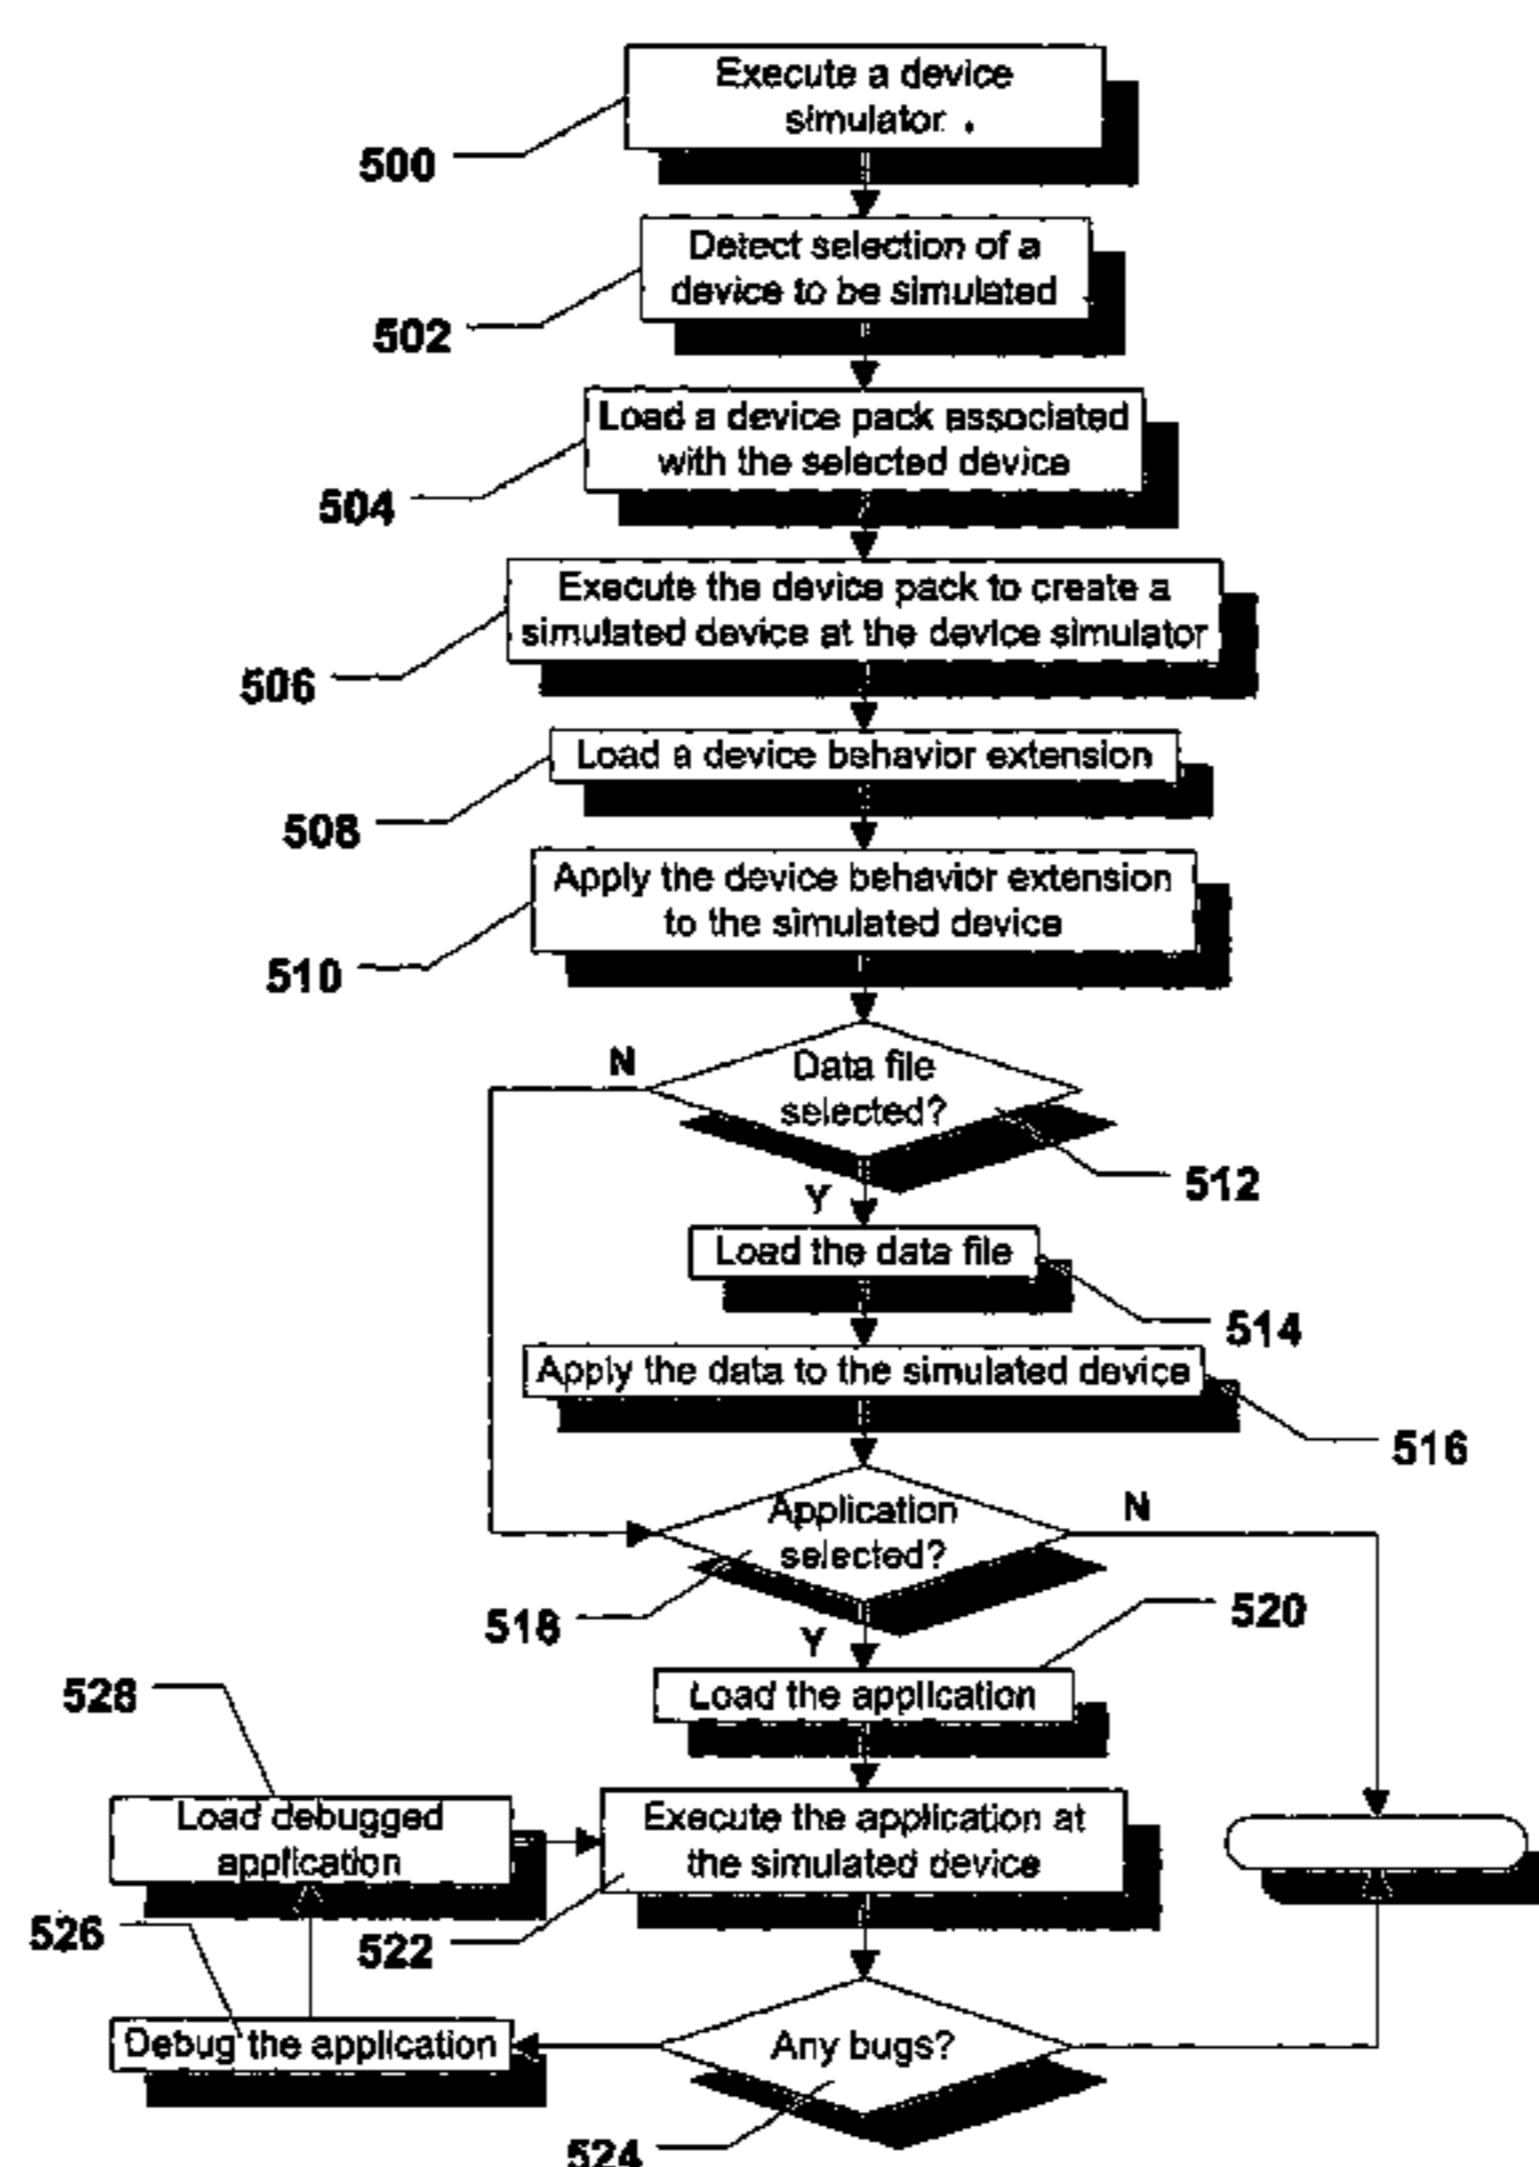 Execute a device
simulator .
500
Detect selection of a
device to be simulated
502
Load a device pack associated
with the selected device
504
Execute the device pack to create a
simulated device at the device simulator
506
Load a device behavior extension
508
Apply the device behavior extension
to the simulated device
510
N
Data file
selected?
512
Y
Load the data file
514
Apply the data to the simulated device
516
Application
selected?
N
518
520
Y
Load the application
528
Load debugged
application
Execute the application at
the simulated device
526
522
Debug the application
Any bugs?
524